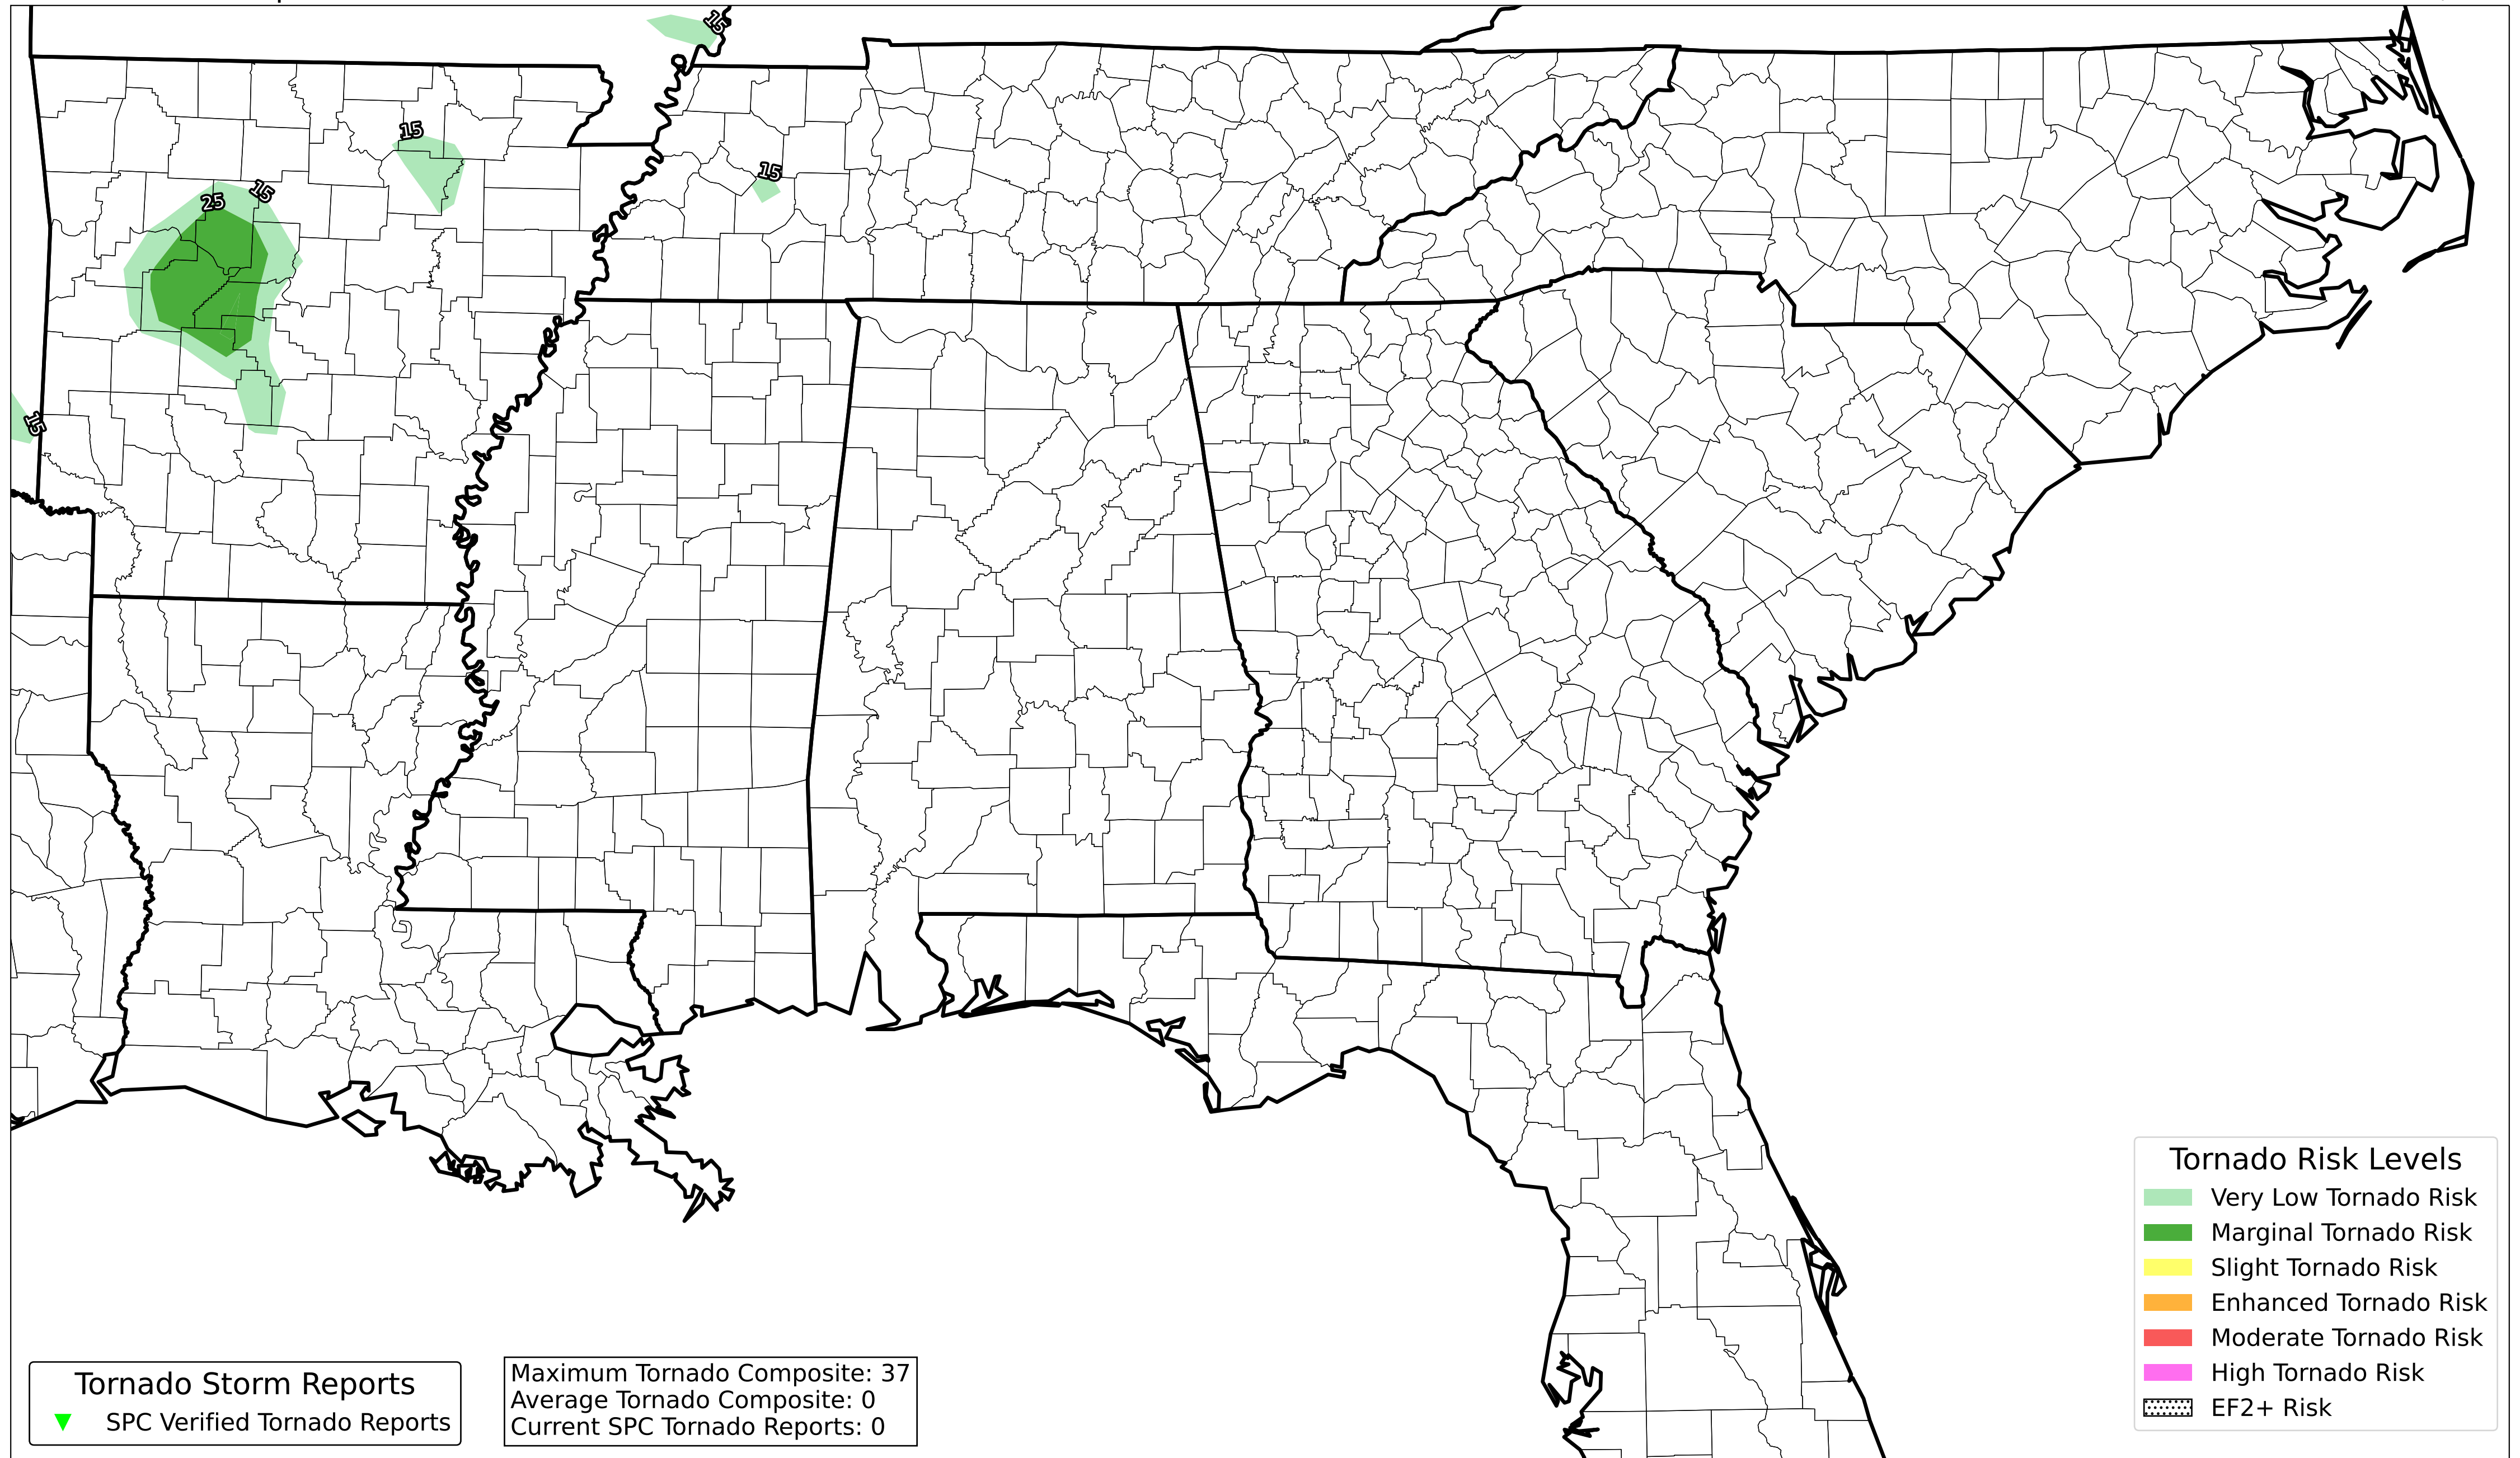 15
15
15
15
25
15
Tornado Risk Levels
Very Low Tornado Risk
Marginal Tornado Risk
Slight Tornado Risk
Enhanced Tornado Risk
Moderate Tornado Risk
High Tornado Risk
EF2+ Risk
Tornado Storm Reports
SPC Verified Tornado Reports
Maximum Tornado Composite: 37
Average Tornado Composite: 0
Current SPC Tornado Reports: 0